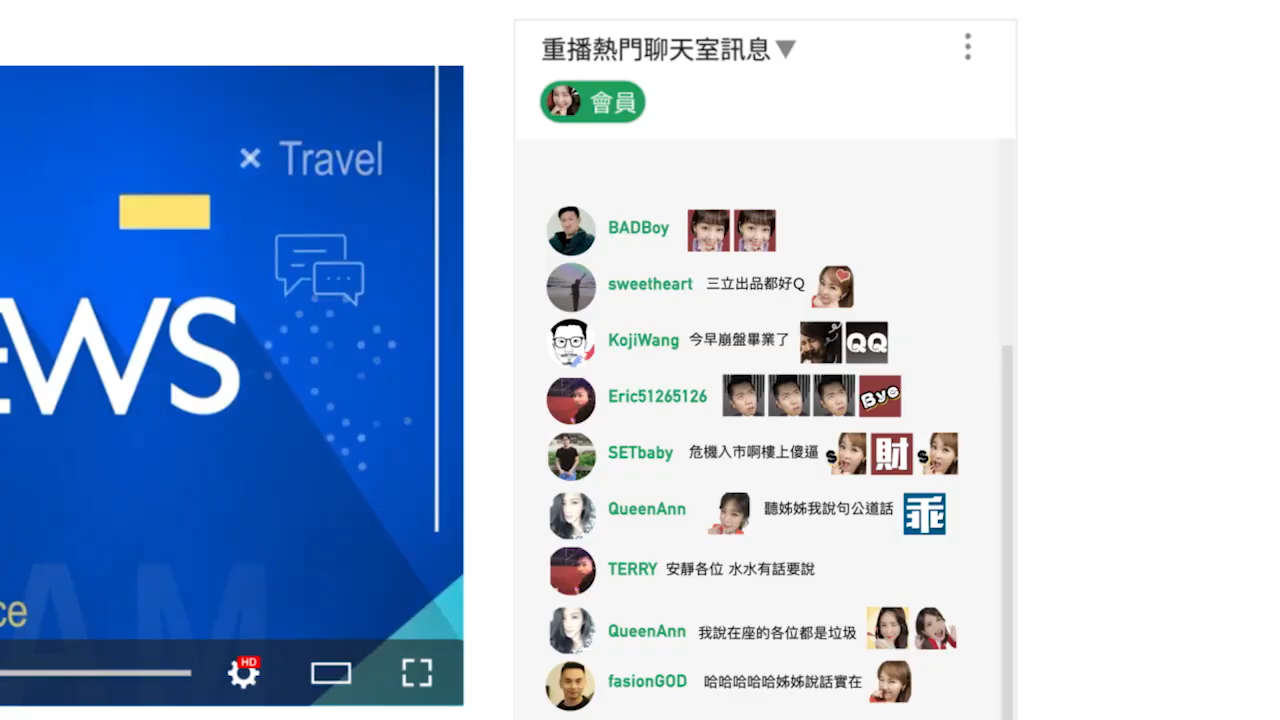 重播熱門聊天室訊息▼
會員
× Travel
BADBoy
sweetheart 三立出品都好Q
EWS
KojiWang 今早崩盤畢業了 QQ
Eric51265126 Bye
SETbaby 危機入市啊樓上傻逼 $ 財 $
QueenAnn 聽姊姊我說句公道話 乖
TERRY 安靜各位 水水有話要說
ce
AM
QueenAnn 我說在座的各位都是垃圾
HD
fasionGOD 哈哈哈哈哈姊姊說話實在